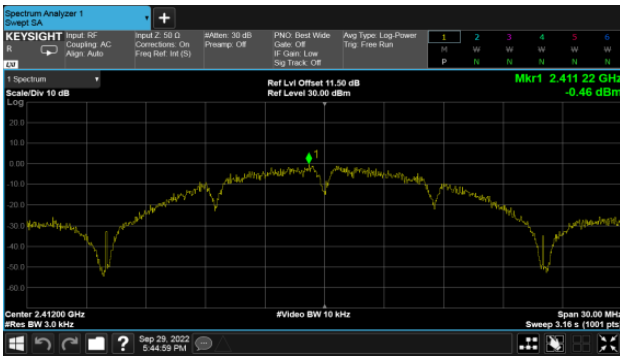 Spectrum Analyzer 1
Swept SA
KEYSIGHT Input: RF Input Z: 50 Ω #Atten: 30 dB PNO: Best Wide Avg Type: Log-Power 1 2 3 4 5 6
R Coupling: AC Corrections: On Preamp: Off Gate: Off Trig: Free Run M W W W W W
Align: Auto Freq Ref: Int (S) IF Gain: Low P N N N N N
Sig Track: Off
1 Spectrum Ref Lvl Offset 11.50 dB Mkr1 2.411 22 GHz
Scale/Div 10 dB Ref Level 30.00 dBm -0.46 dBm
Log
20.0
10.0
0.00
1
-10.0
-20.0
-30.0
-40.0
-50.0
-60.0
Center 2.41200 GHz #Video BW 10 kHz Span 30.00 MHz
#Res BW 3.0 kHz Sweep 3.16 s (1001 pts
Sep 29, 2022
5:44:59 PM